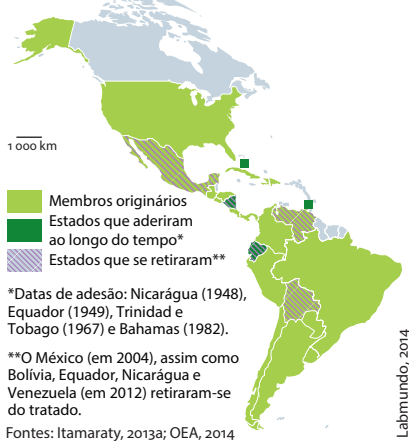 1 000 km
Membros originários
Estados que aderiram
ao longo do tempo*
Estados que se retiraram**
*Datas de adesão: Nicarágua (1948),
Equador (1949), Trinidad e
Tobago (1967) e Bahamas (1982).
**O México (em 2004), assim como
Bolívia, Equador, Nicarágua e
Venezuela (em 2012) retiraram-se
do tratado.
Fontes: Itamaraty, 2013a; OEA, 2014
Labmundo, 2014